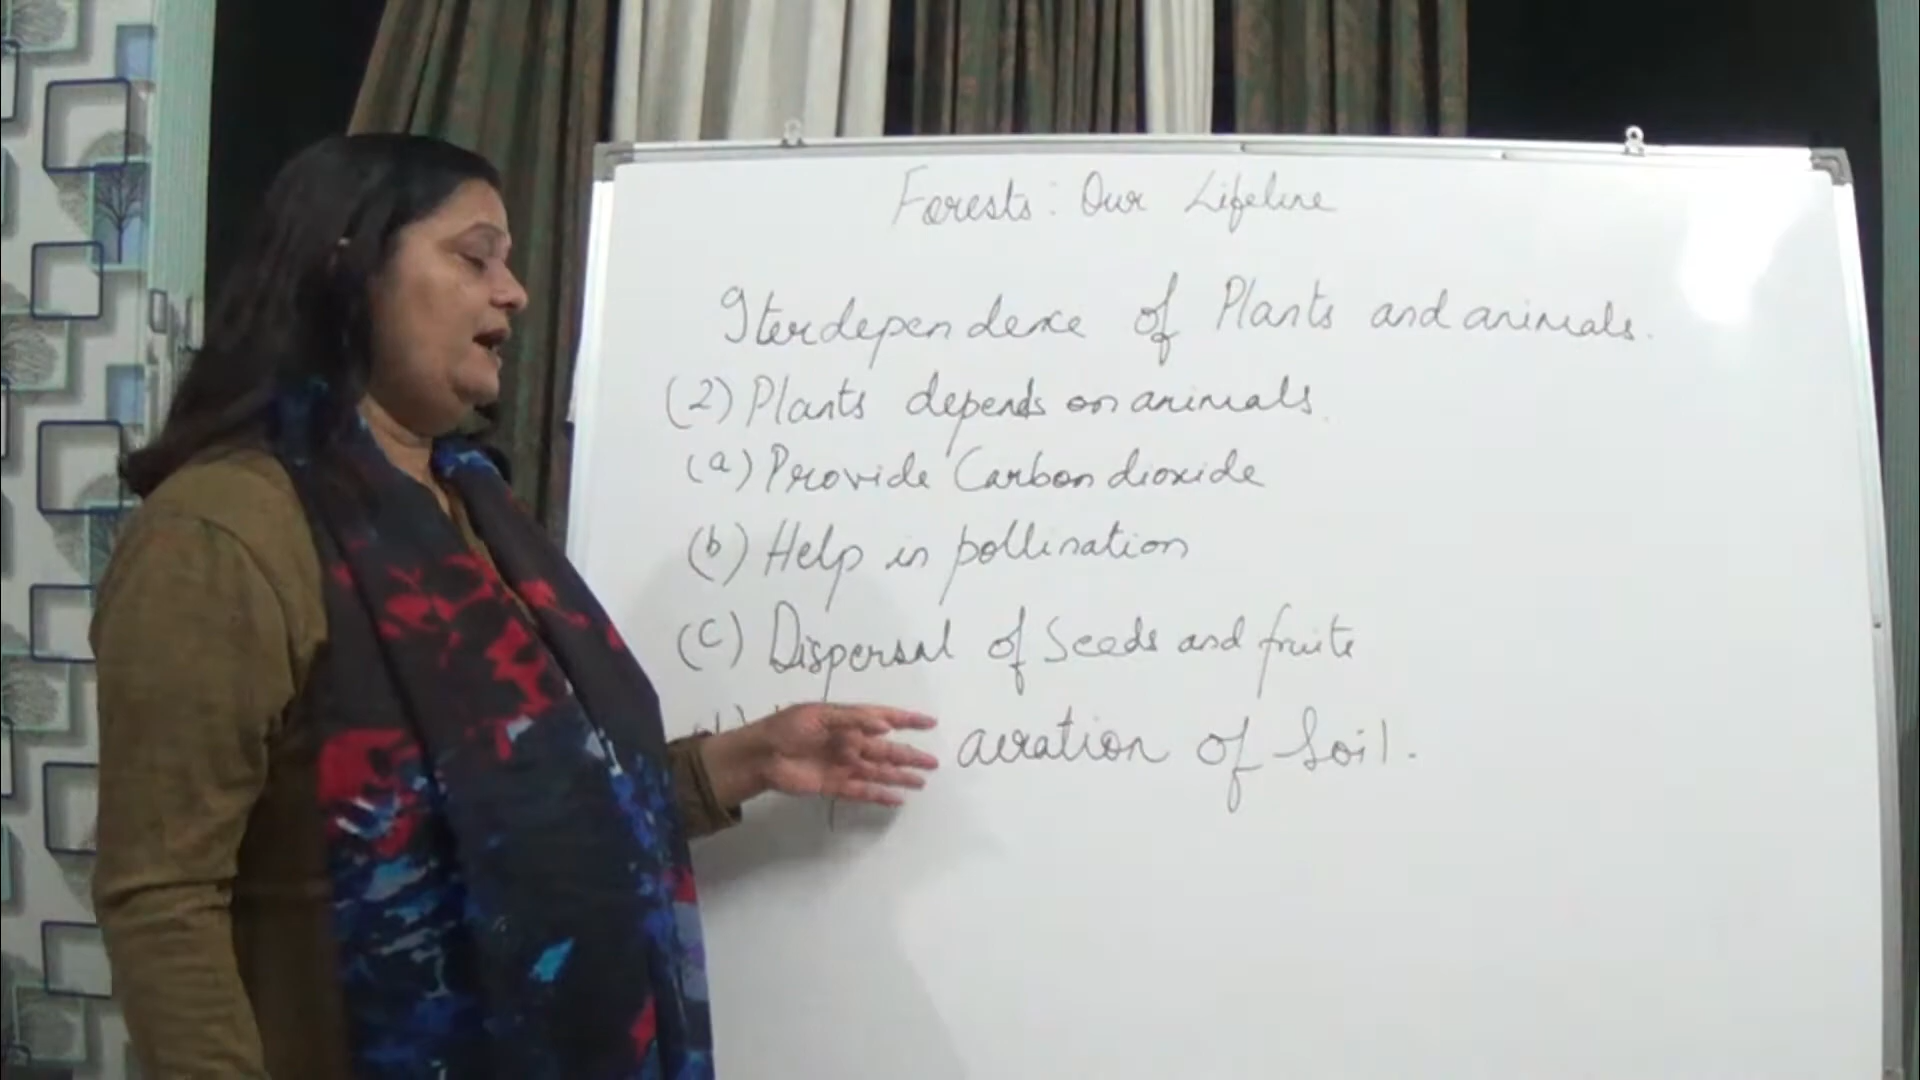 Forests: Our Lifeline
Iterdependence of Plants and animals.
(2) Plants depends on animals.
(a) Provide Carbon dioxide
(b) Help in pollination
(c) Dispersal of Seeds and fruits
aeration of Soil.